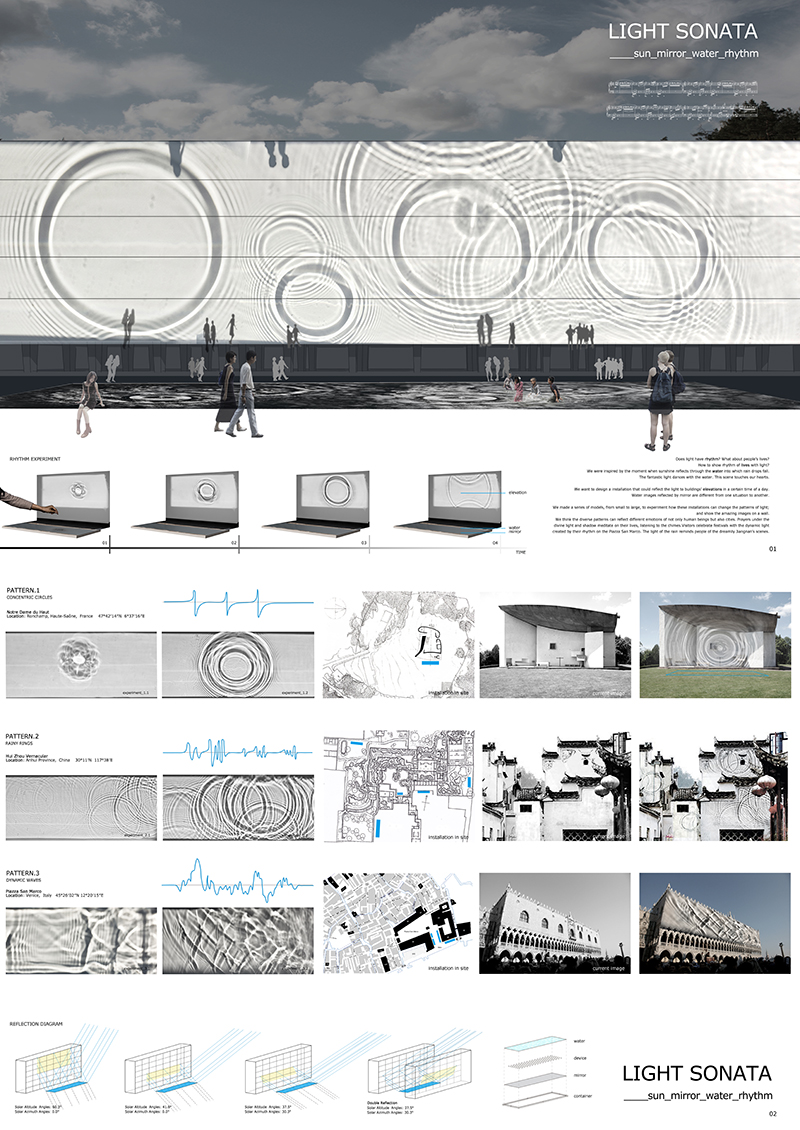 LIGHT SONATA
____sun_mirror_water_rhythm
RHYTHM EXPERIMENT
01
02
03
04
elevation
water
mirror
TIME
Does light have rhythm? What about people's lives?
How to show rhythm of lives with light?
We were inspired by the moment when sunshine reflects through the water into which rain drops fall.
The fantastic light dances with the water. This scene touches our hearts.
We want to design a installation that could reflect the light to buildings' elevations in a certain time of a day.
Water images reflected by mirror are different from one situation to another.
We made a series of models, from small to large, to experiment how these installations can change the patterns of light;
and show the amazing images on a wall.
We think the diverse patterns can reflect different emotions of not only human beings but also cities. Prayers under the
divine light and shadow meditate on their lives, listening to the chimes.Visitors celebrate festivals with the dynamic light
created by their rhythm on the Piazza San Marco. The light of the rain reminds people of the dreamily Jiangnan's scenes.
01
PATTERN.1
CONCENTRIC CIRCLES
Notre Dame du Haut
Location: Ronchamp, Haute-Saône, France 47°42'14"N 6°37'16"E
experiment_1.1
experiment_1.2
installation in site
current image
PATTERN.2
RAINY RINGS
Hui Zhou Vernacular
Location: Anhui Province, China 30°11'N 117°38'E
experiment_2.1
installation in site
current image
PATTERN.3
DYNAMIC WAVES
Piazza San Marco
Location: Venice, Italy 45°26'02"N 12°20'15"E
installation in site
current image
REFLECTION DIAGRAM
Solar Azimuth Angles: 0.0°
Solar Altitude Angles: 41.8°
Solar Azimuth Angles: 0.0°
Solar Altitude Angles: 37.5°
Solar Azimuth Angles: 30.3°
Double Reflection
Solar Altitude Angles: 37.5°
Solar Azimuth Angles: 30.3°
water
device
mirror
container
LIGHT SONATA
____sun_mirror_water_rhythm
02